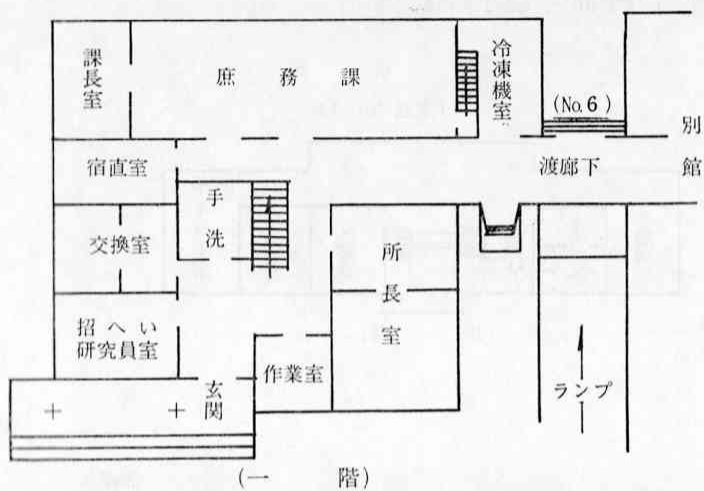 課長室
庶務課
冷凍機室
(No.6)
別館
宿直室
手洗
渡廊下
交換室
所長室
招へい
研究員室
作業室
玄関
ランプ
(一階)